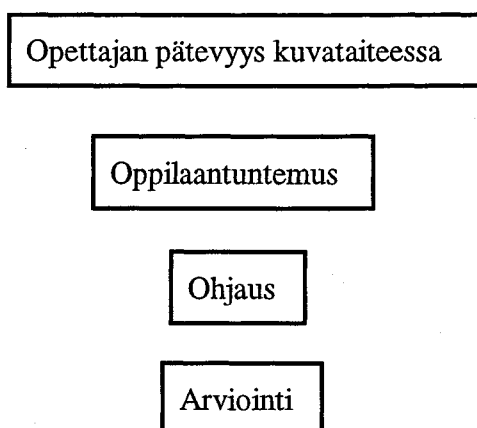 Opettajan pätevyys kuvataiteessa
Oppilaantuntemus
Ohjaus
Arviointi